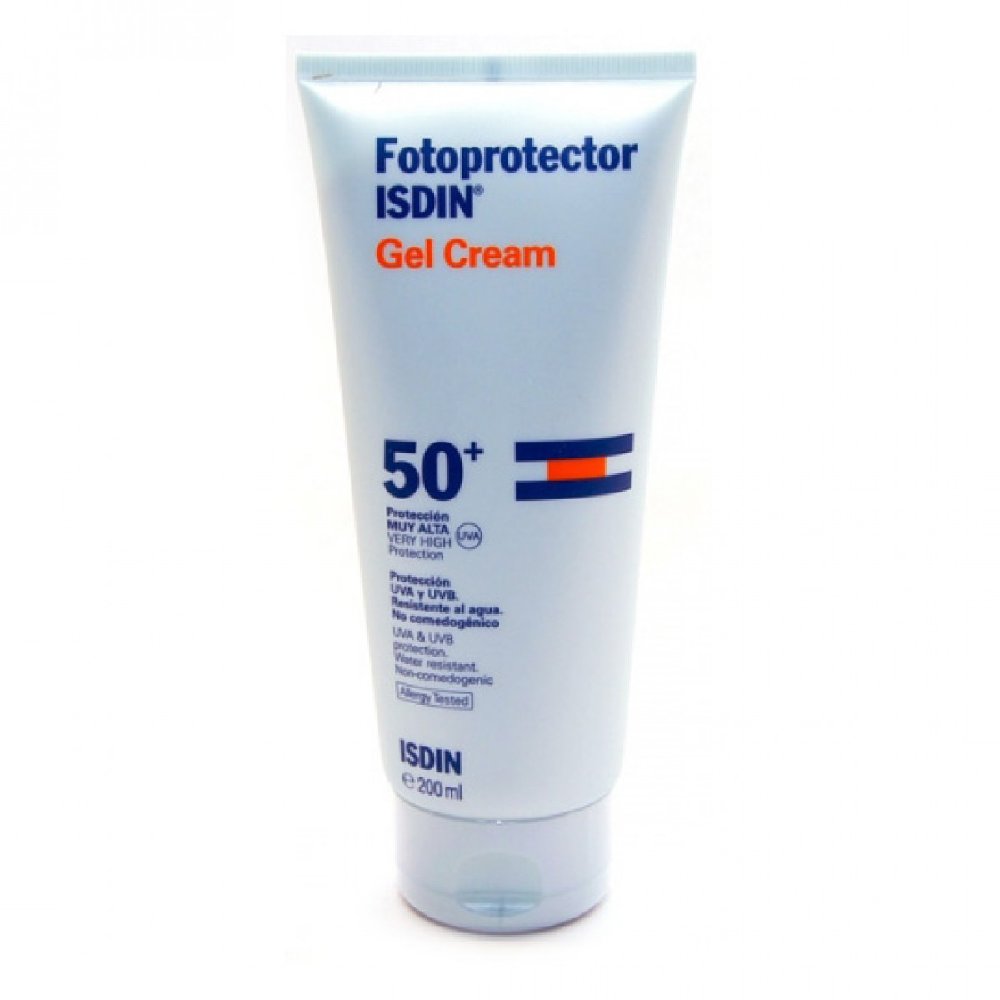 Fotoprotector
ISDIN®
Gel Cream
50+
Protección
MUY ALTA
VERY HIGH
Protection
UVA
Protección
UVA y UVB.
Resistente al agua.
No comedogénico
UVA & UVB
protection.
Water resistant.
Non-comedogenic
Allergy Tested
ISDIN
℮ 200 ml